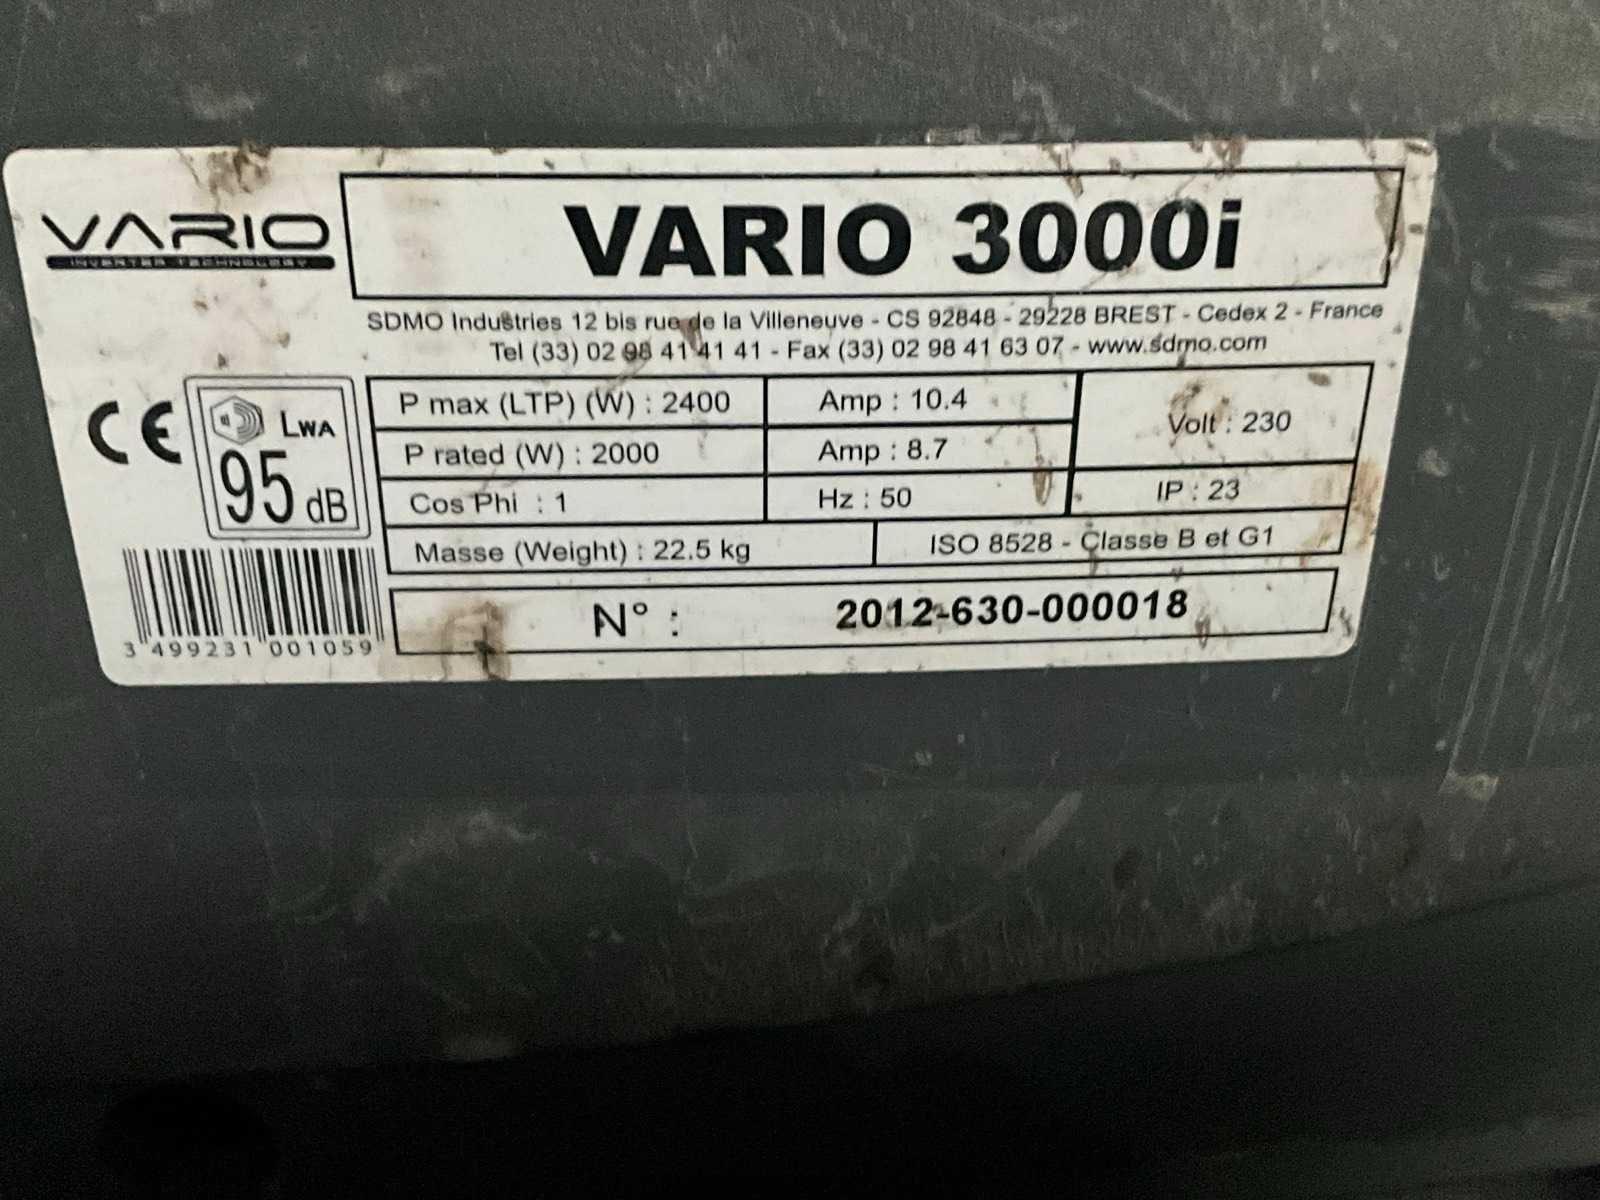 VARIO
INVERTER TECHNOLOGY
VARIO 3000i
SDMO Industries 12 bis rue de la Villeneuve - CS 92848 - 29228 BREST - Cedex 2 - France
Tel (33) 02 98 41 41 41 - Fax (33) 02 98 41 63 07 - www.sdmo.com
CE
LWA
95 dB
P max (LTP) (W) : 2400
Amp : 10.4
Volt : 230
P rated (W) : 2000
Amp : 8.7
Cos Phi : 1
Hz : 50
IP : 23
Masse (Weight) : 22.5 kg
ISO 8528 - Classe B et G1
N° : 2012-630-000018
3 499231 001059